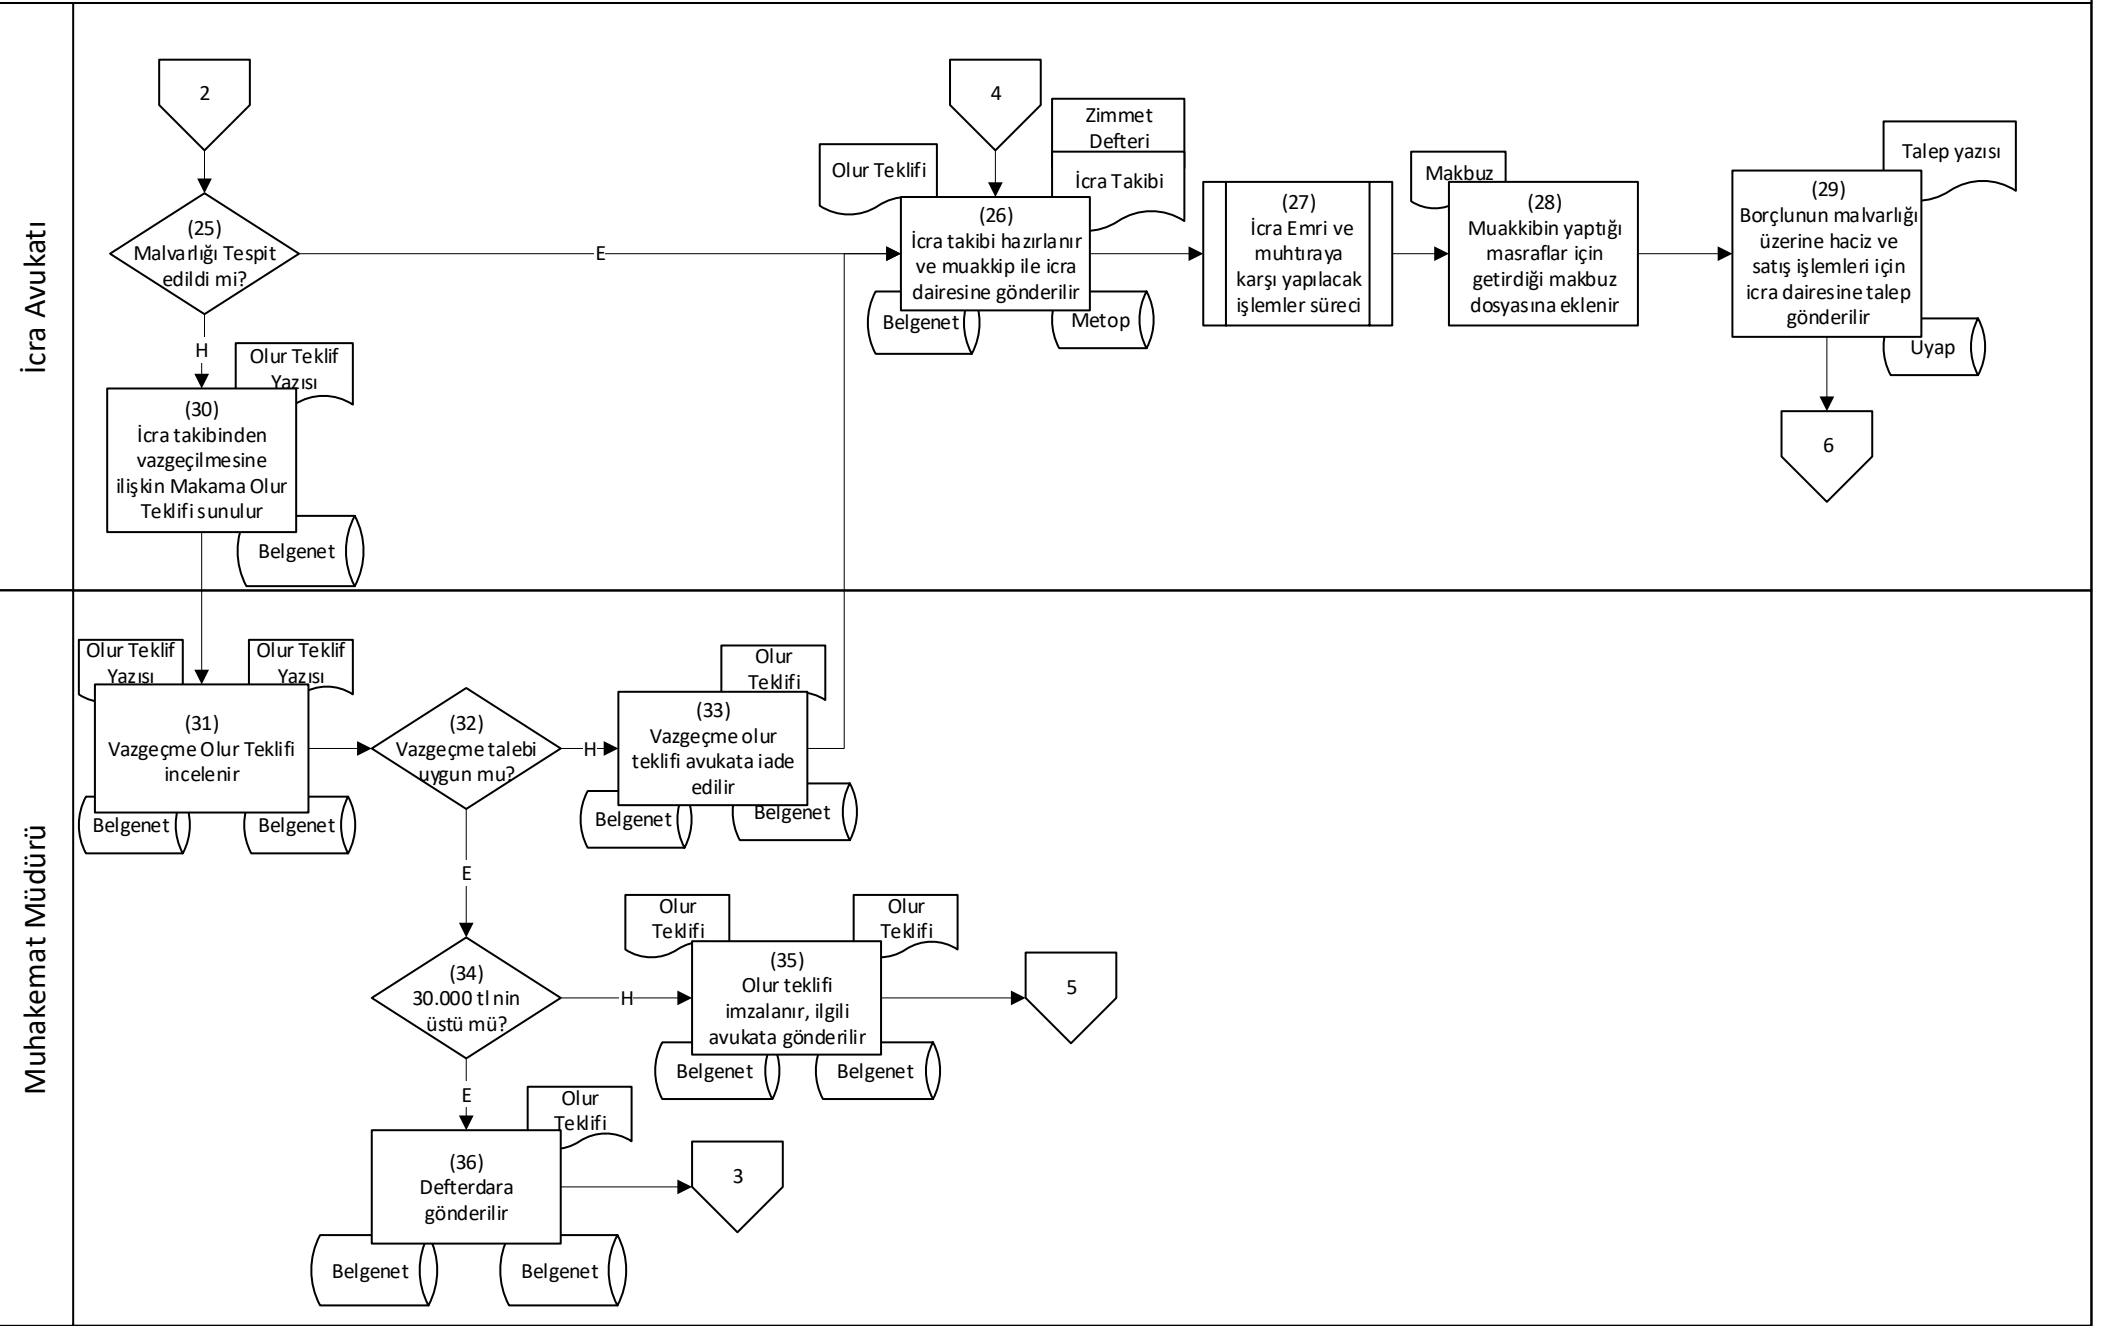 İcra Avukatı
2
4
Zimmet
Defteri
Olur Teklifi
İcra Takibi
Makbuz
Talep yazısı
(25)
Malvarlığı Tespit
edildi mi?
E
(26)
İcra takibi hazırlanır
ve muakkip ile icra
dairesine gönderilir
Belgenet
Metop
(27)
İcra Emri ve
muhtıraya
karşı yapılacak
işlemler süreci
(28)
Muakkibin yaptığı
masraflar için
getirdiği makbuz
dosyasına eklenir
(29)
Borçlunun malvarlığı
üzerine haciz ve
satış işlemleri için
icra dairesine talep
gönderilir
Uyap
6
H
Olur Teklif
Yazısı
(30)
İcra takibinden
vazgeçilmesine
ilişkin Makama Olur
Teklifi sunulur
Belgenet
Muhakemat Müdürü
Olur Teklif
Yazısı
Olur Teklif
Yazısı
(31)
Vazgeçme Olur Teklifi
incelenir
Belgenet
Belgenet
(32)
Vazgeçme talebi
uygun mu?
H
Olur
Teklifi
(33)
Vazgeçme olur
teklifi avukata iade
edilir
Belgenet
Belgenet
E
(34)
30.000 tl nin
üstü mü?
H
Olur
Teklifi
Olur
Teklifi
(35)
Olur teklifi
imzalanır, ilgili
avukata gönderilir
Belgenet
Belgenet
5
E
Olur
Teklifi
(36)
Defterdara
gönderilir
Belgenet
Belgenet
3